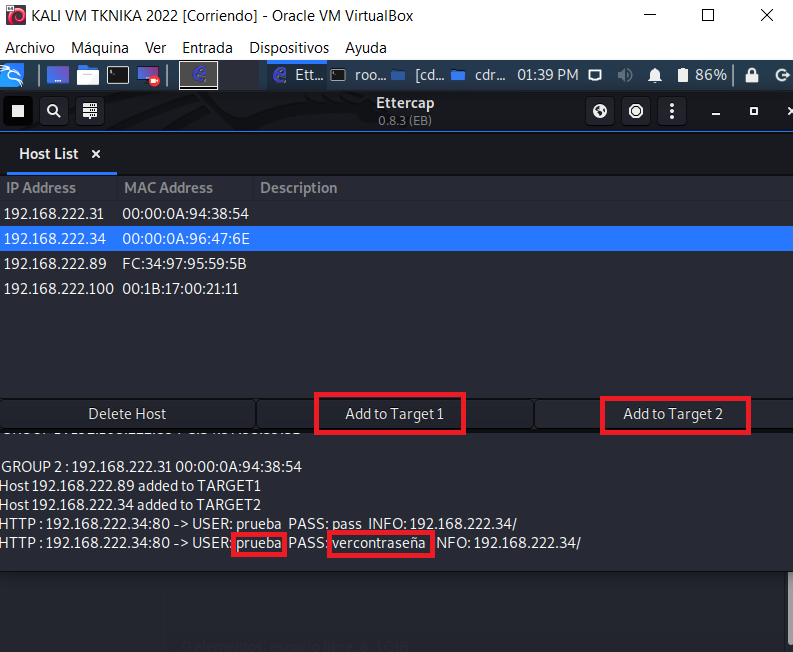 KALI VM TKNIKA 2022 [Corriendo] - Oracle VM VirtualBox
Archivo Máquina Ver Entrada Dispositivos Ayuda
Ett... roo... [cd... cdr... 01:39 PM 86%
Ettercap
0.8.3 (EB)
Host List ×
IP Address MAC Address Description
192.168.222.31 00:00:0A:94:38:54
192.168.222.34 00:00:0A:96:47:6E
192.168.222.89 FC:34:97:95:59:5B
192.168.222.100 00:1B:17:00:21:11
Delete Host Add to Target 1 Add to Target 2
GROUP 2 : 192.168.222.31 00:00:0A:94:38:54
Host 192.168.222.89 added to TARGET1
Host 192.168.222.34 added to TARGET2
HTTP : 192.168.222.34:80 -> USER: prueba PASS: pass INFO: 192.168.222.34/
HTTP : 192.168.222.34:80 -> USER: prueba PASS: vercontraseña INFO: 192.168.222.34/